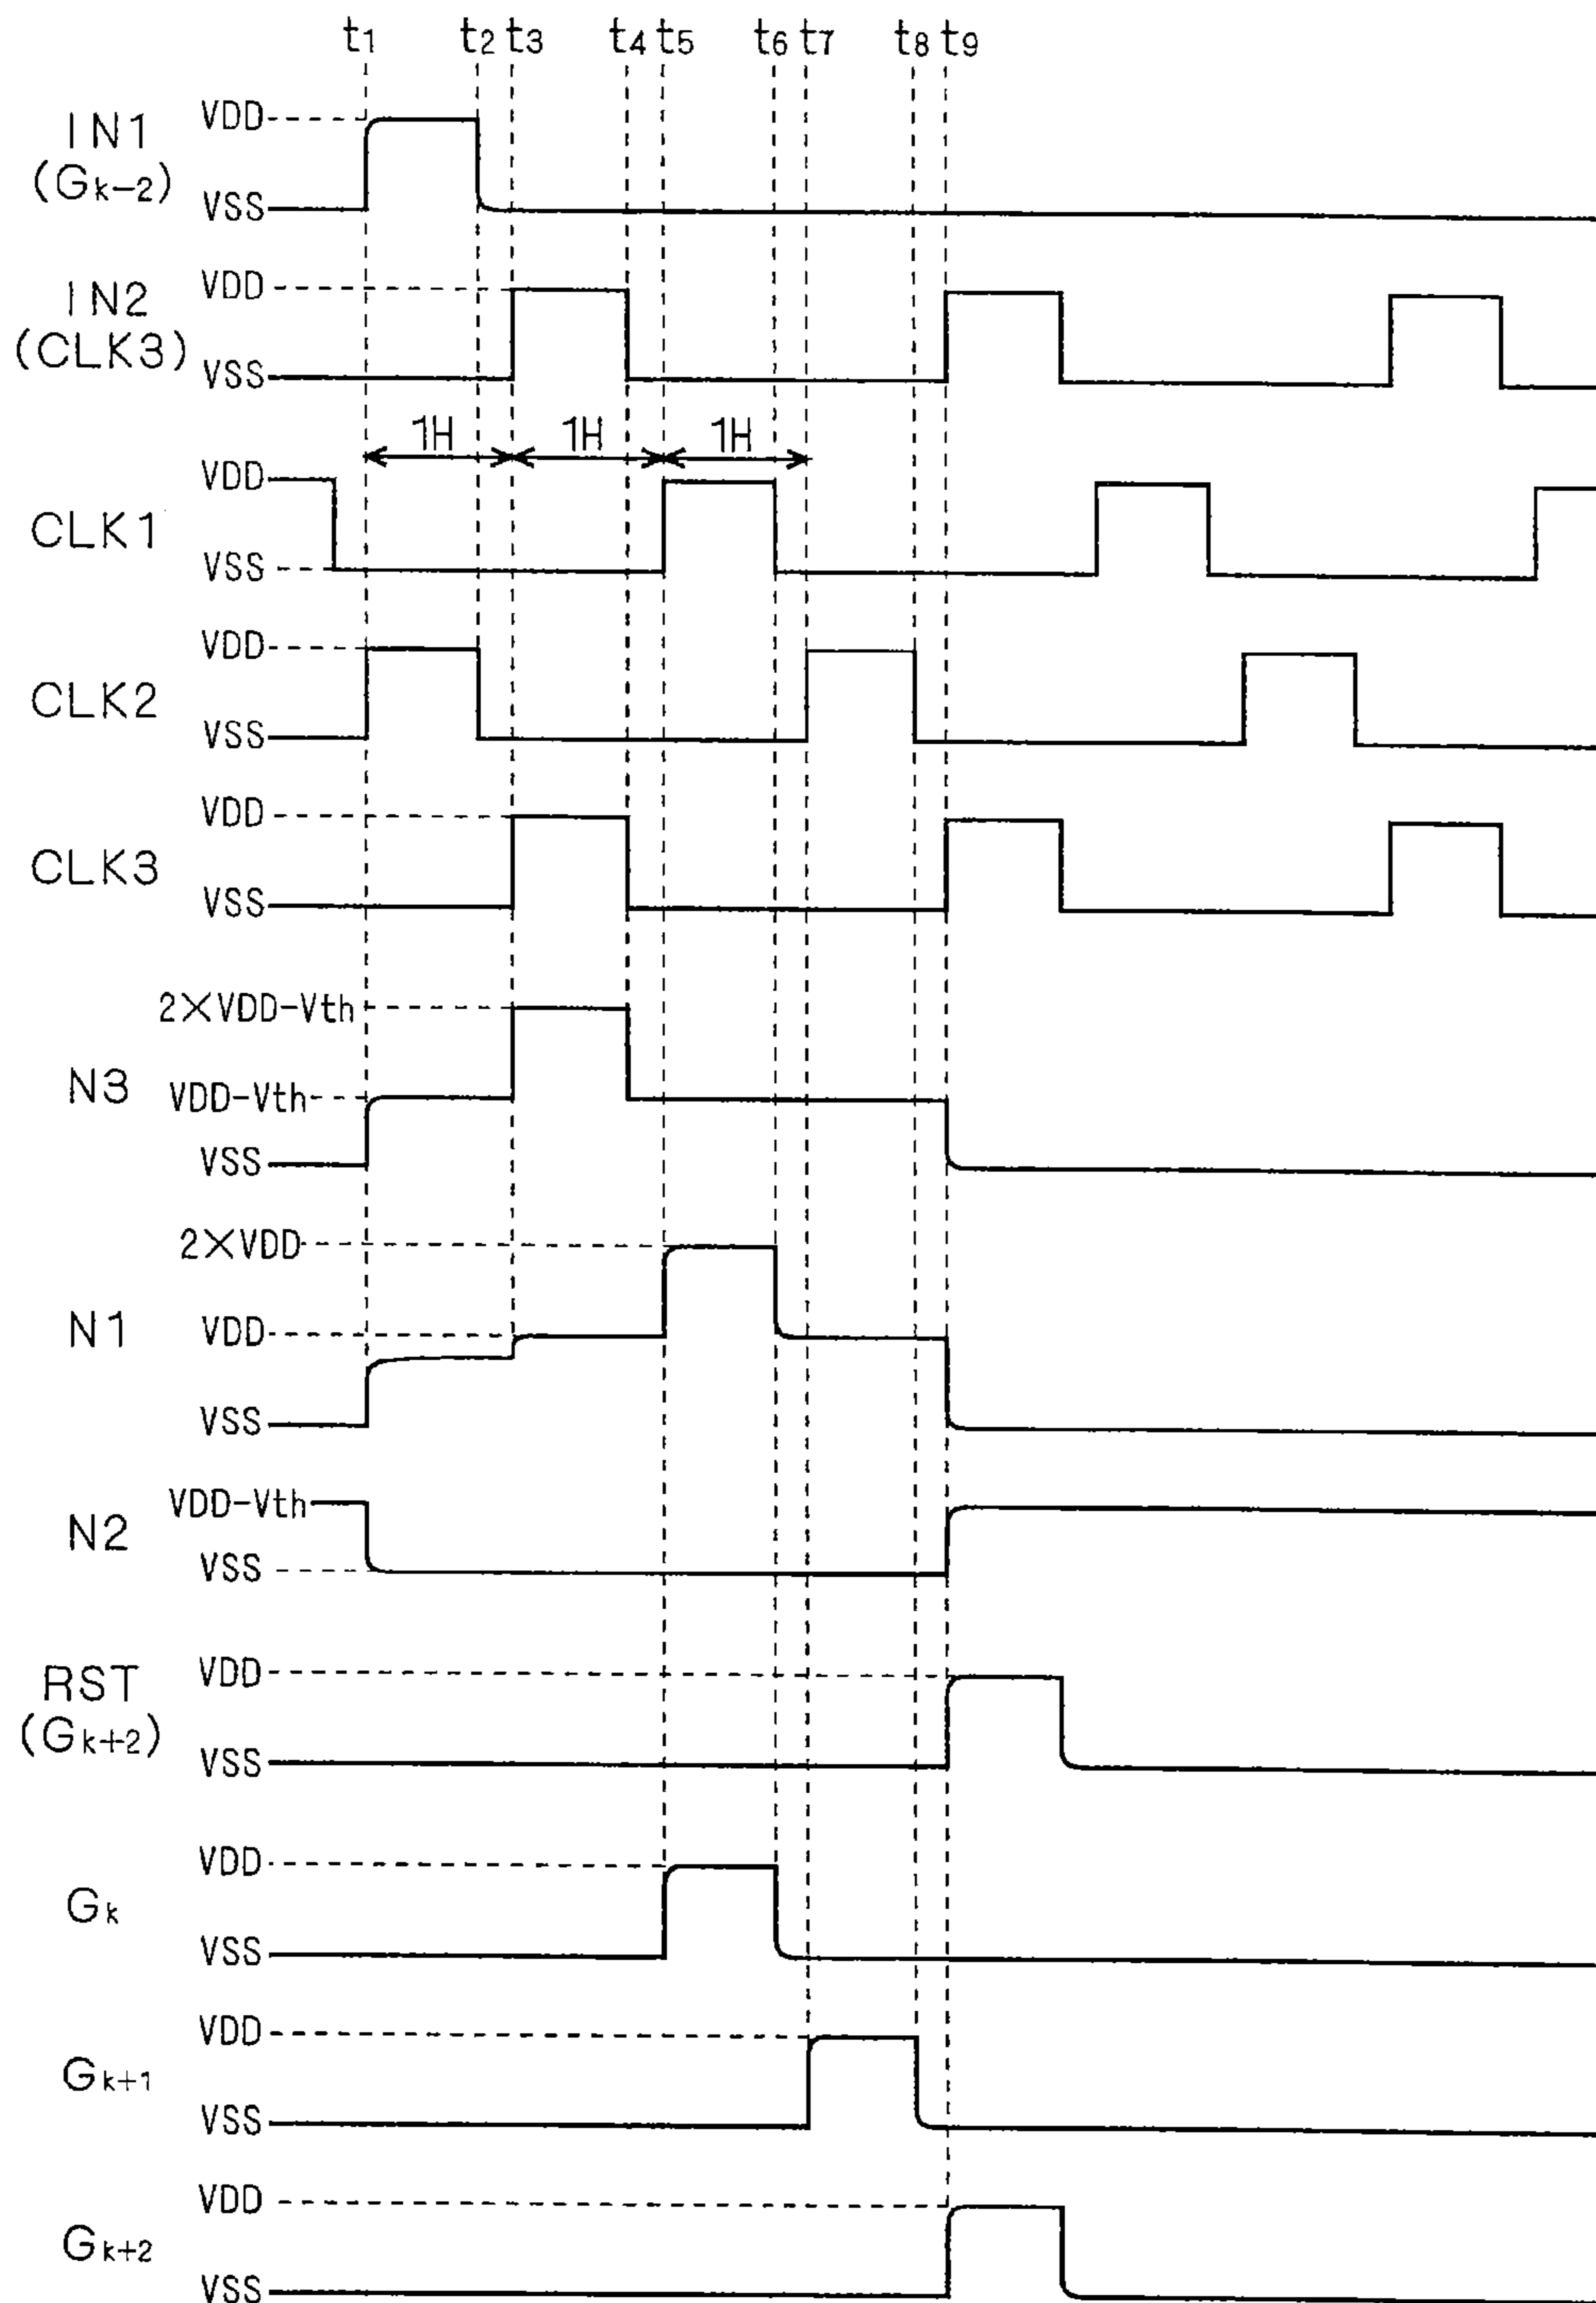 t1 t2 t3 t4 t5 t6 t7 t8 t9
IN1
(Gk-2)
VDD
VSS
IN2
(CLK3)
VDD
VSS
1H 1H 1H
CLK1
VDD
VSS
CLK2
VDD
VSS
CLK3
VDD
VSS
N3
2×VDD-Vth
VDD-Vth
VSS
N1
2×VDD
VDD
VSS
N2
VDD-Vth
VSS
RST
(Gk+2)
VDD
VSS
Gk
VDD
VSS
Gk+1
VDD
VSS
Gk+2
VDD
VSS